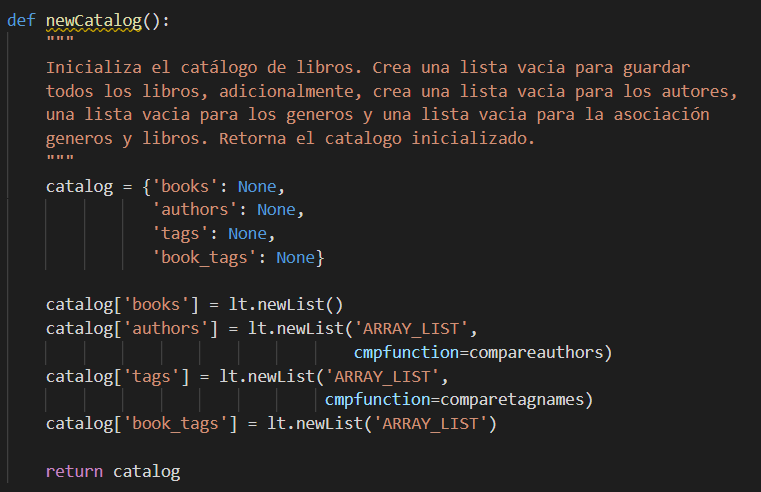 def newCatalog():
"""
Inicializa el catálogo de libros. Crea una lista vacia para guardar
todos los libros, adicionalmente, crea una lista vacia para los autores,
una lista vacia para los generos y una lista vacia para la asociación
generos y libros. Retorna el catalogo inicializado.
"""
catalog = {'books': None,
'authors': None,
'tags': None,
'book_tags': None}
catalog['books'] = lt.newList()
catalog['authors'] = lt.newList('ARRAY_LIST',
cmpfunction=compareauthors)
catalog['tags'] = lt.newList('ARRAY_LIST',
cmpfunction=comparetagnames)
catalog['book_tags'] = lt.newList('ARRAY_LIST')
return catalog